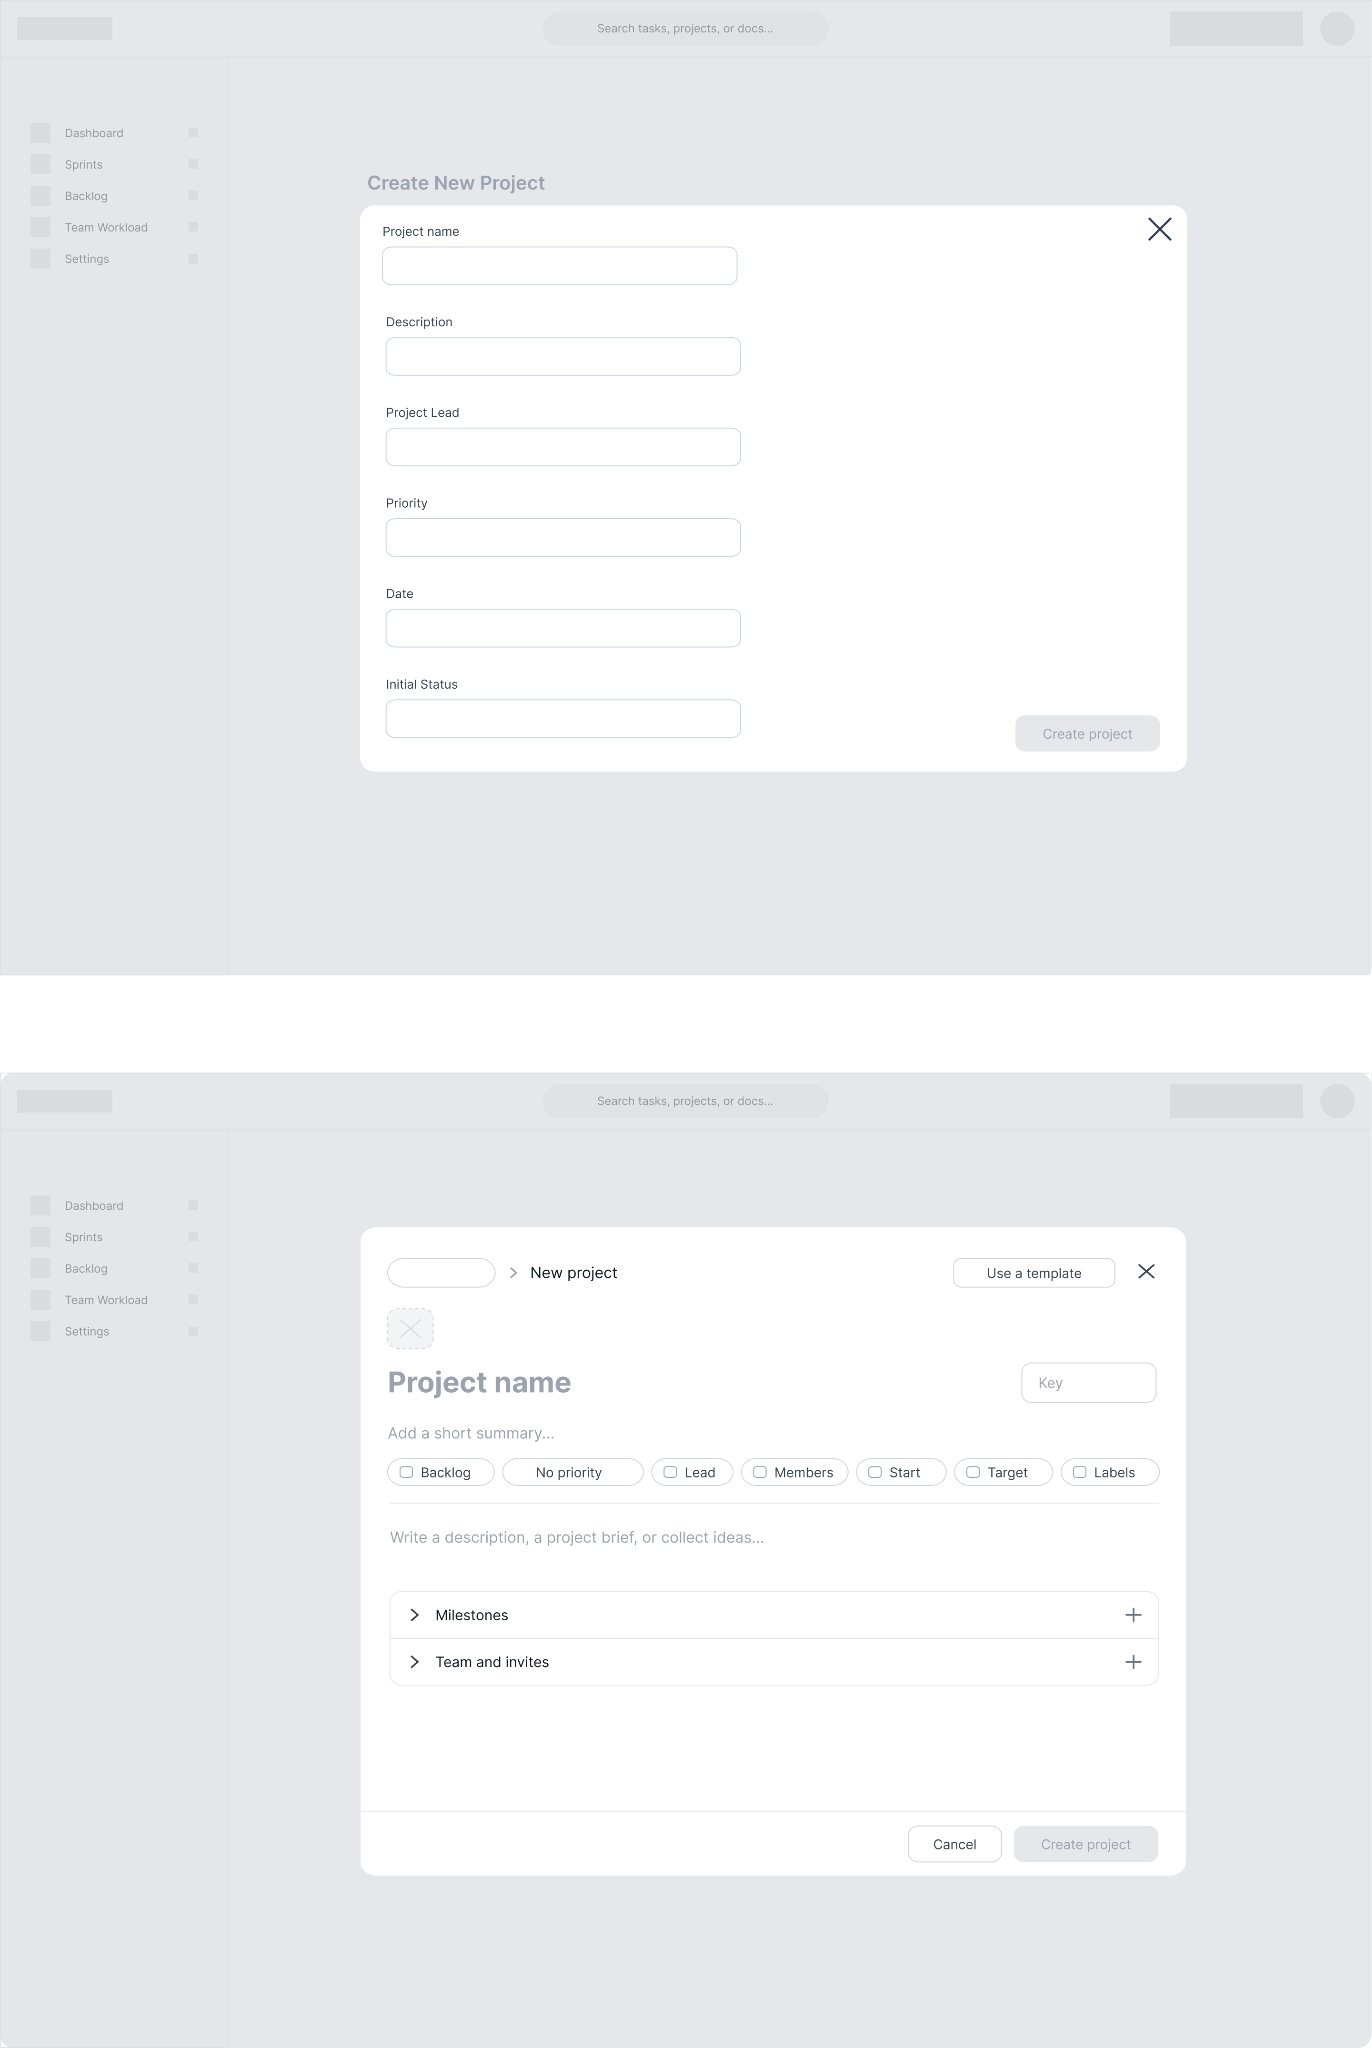 Search tasks, projects, or docs...
Dashboard
Sprints
Backlog
Team Workload
Settings
Create New Project
Project name
Description
Project Lead
Priority
Date
Initial Status
Create project
Search tasks, projects, or docs...
Dashboard
Sprints
Backlog
Team Workload
Settings
New project
Use a template
Project name
Key
Add a short summary...
Backlog No priority Lead Members Start Target Labels
Write a description, a project brief, or collect ideas...
Milestones
Team and invites
Cancel Create project